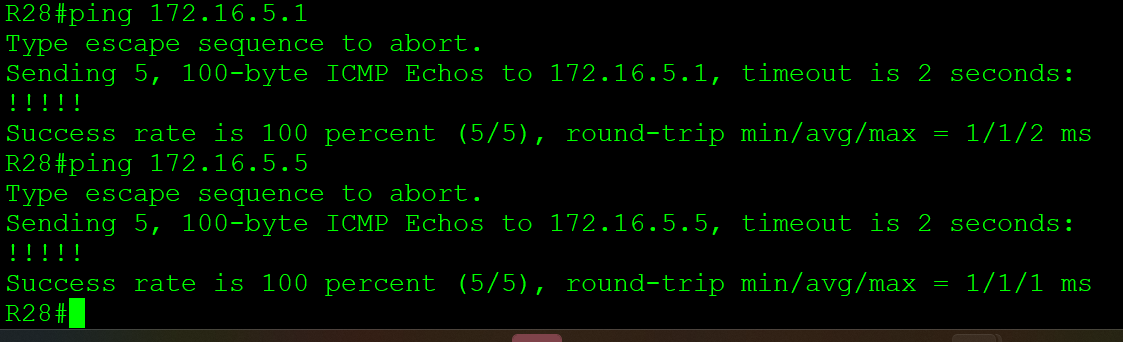 R28#ping 172.16.5.1
Type escape sequence to abort.
Sending 5, 100-byte ICMP Echos to 172.16.5.1, timeout is 2 seconds:
!!!!!
Success rate is 100 percent (5/5), round-trip min/avg/max = 1/1/2 ms
R28#ping 172.16.5.5
Type escape sequence to abort.
Sending 5, 100-byte ICMP Echos to 172.16.5.5, timeout is 2 seconds:
!!!!!
Success rate is 100 percent (5/5), round-trip min/avg/max = 1/1/1 ms
R28#